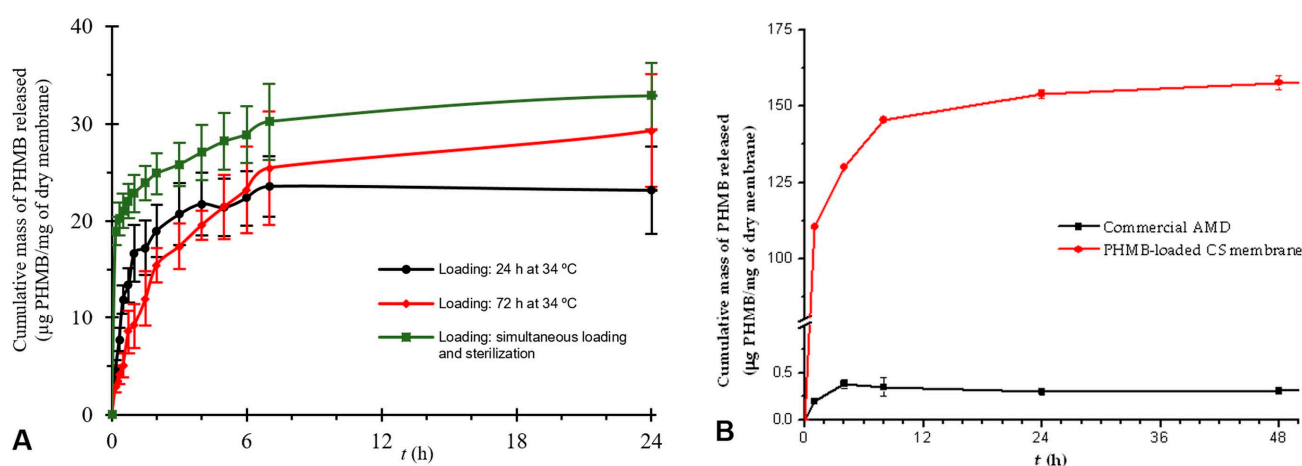 40
30
20
10
0
Cumulative mass of PHMB released
(µg PHMB/mg of dry membrane)
Loading: 24 h at 34 ºC
Loading: 72 h at 34 ºC
Loading: simultaneous loading
and sterilization
0
6
12
18
24
t (h)
A
175
150
125
100
0.5
0.0
Cumulative mass of PHMB released
(µg PHMB/mg of dry membrane)
Commercial AMD
PHMB-loaded CS membrane
0
12
24
36
48
t (h)
B